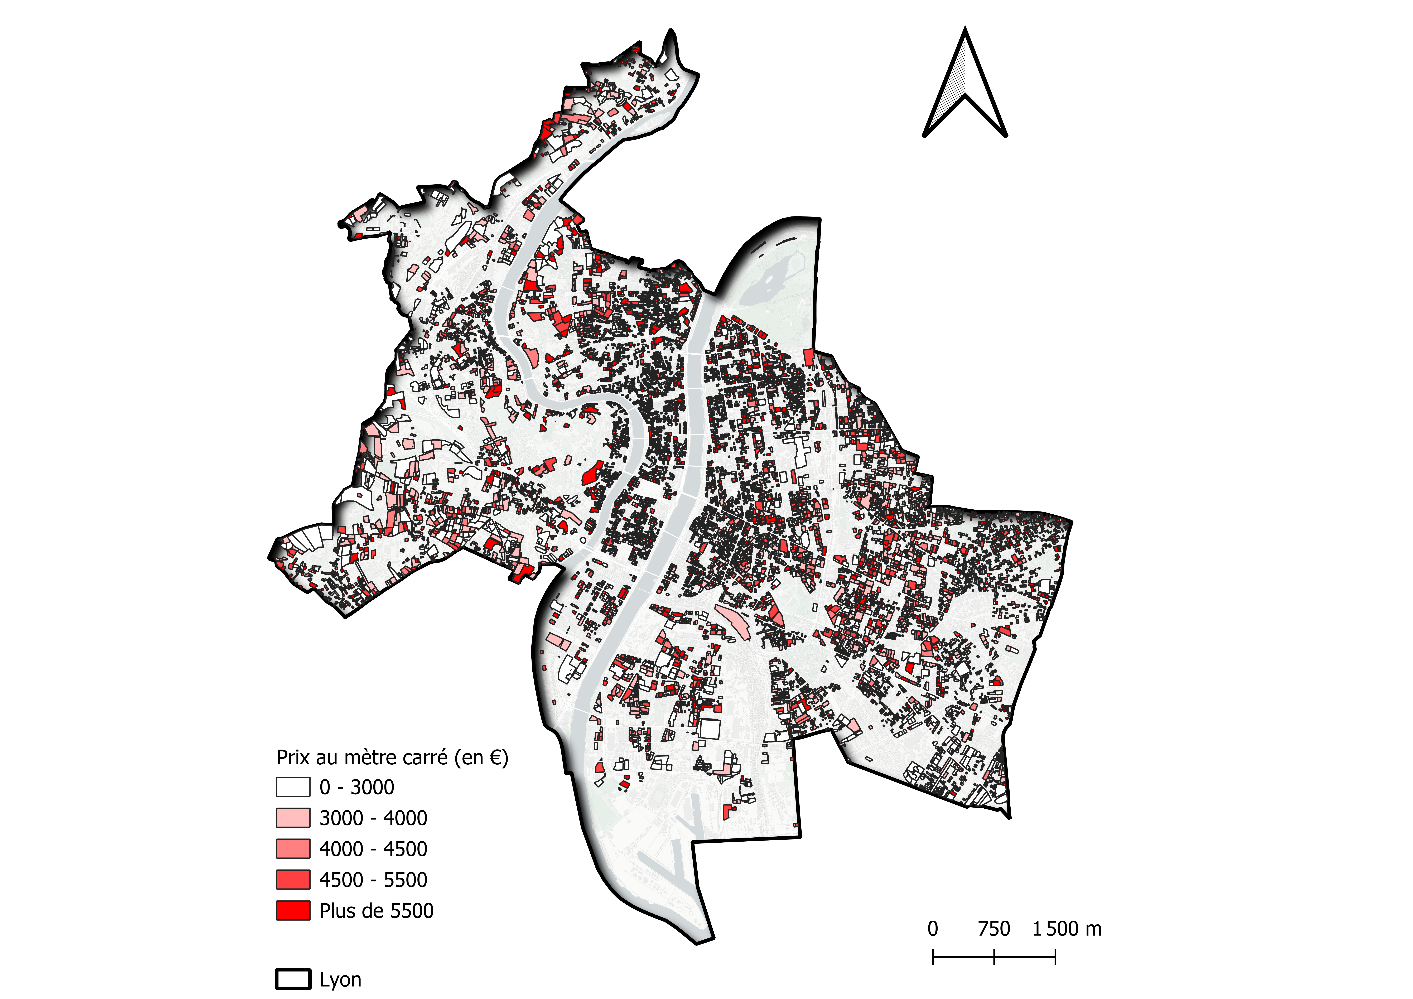 Prix au mètre carré (en €)
0 - 3000
3000 - 4000
4000 - 4500
4500 - 5500
Plus de 5500
Lyon
0 750 1 500 m